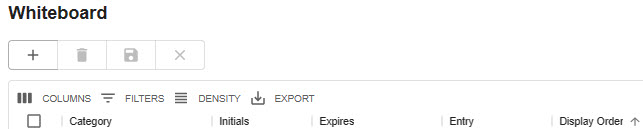 Whiteboard
COLUMNS FILTERS DENSITY EXPORT
Category Initials Expires Entry Display Order